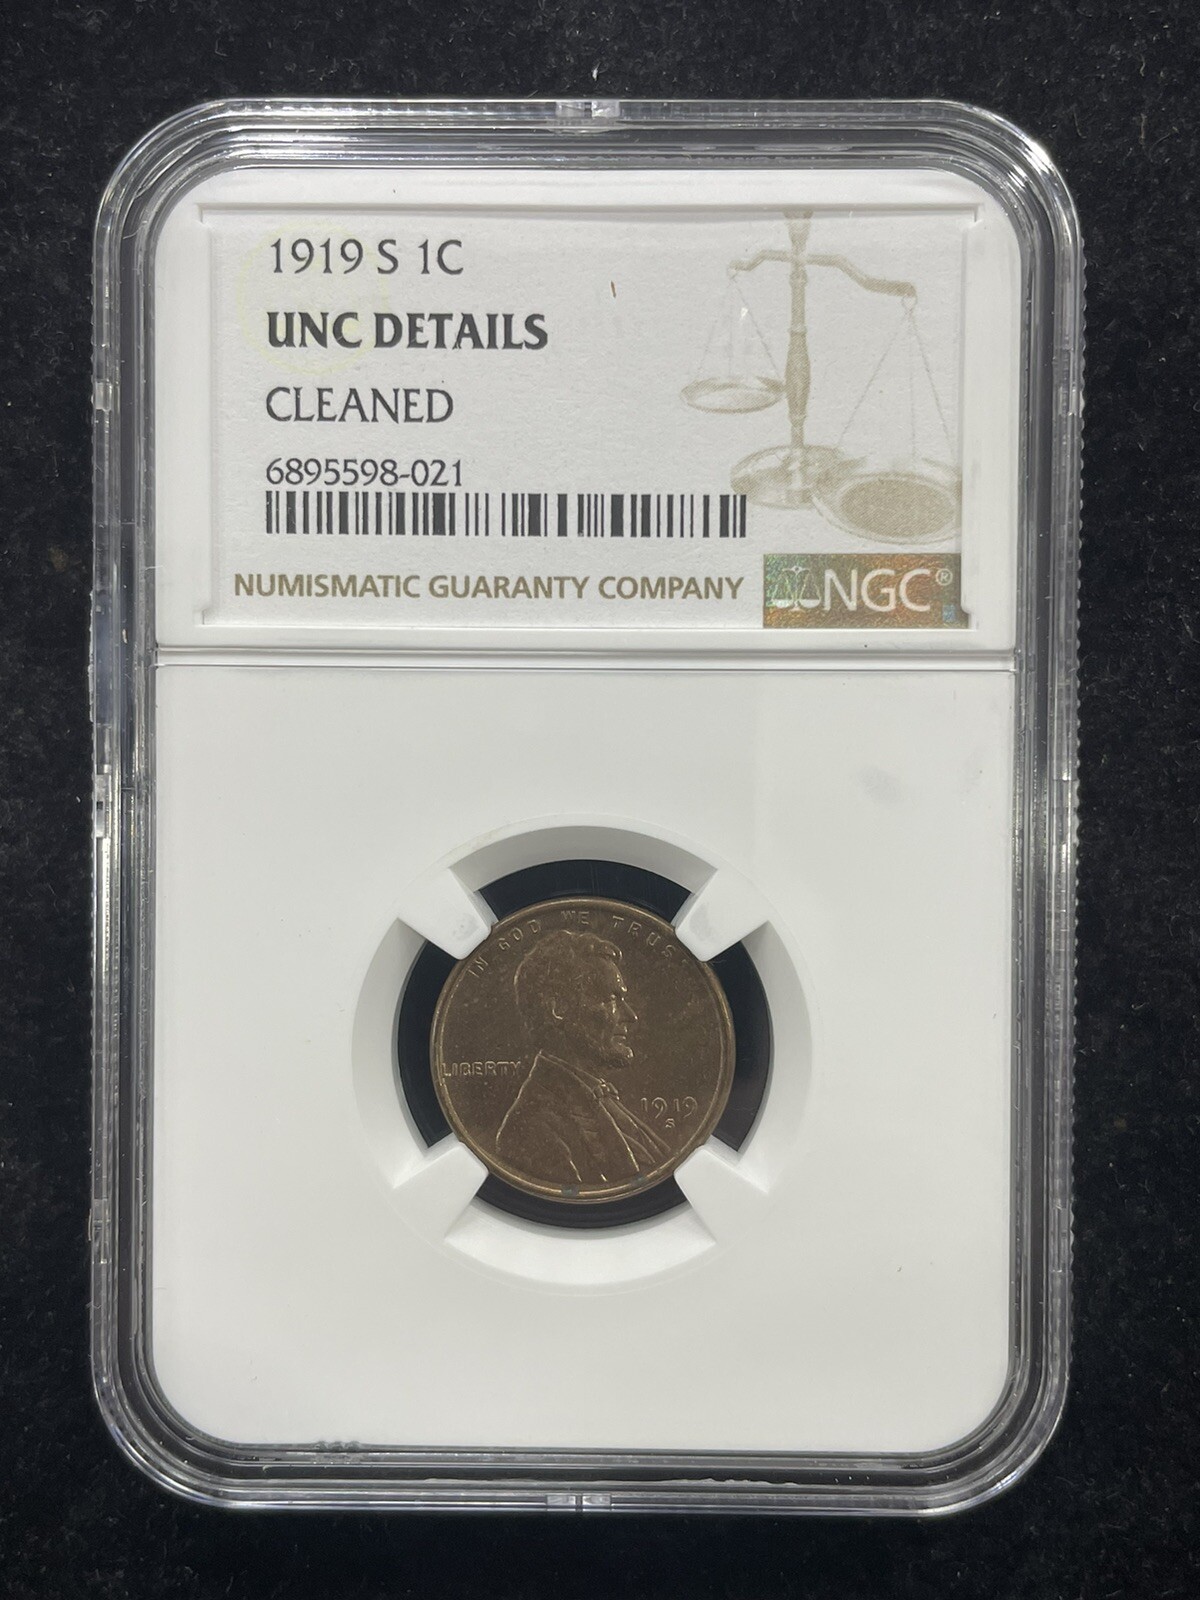 1919 S 1C
UNC DETAILS
CLEANED
6895598-021
NUMISMATIC GUARANTY COMPANY
NGC®
IN GOD WE TRUST
LIBERTY
1919
S